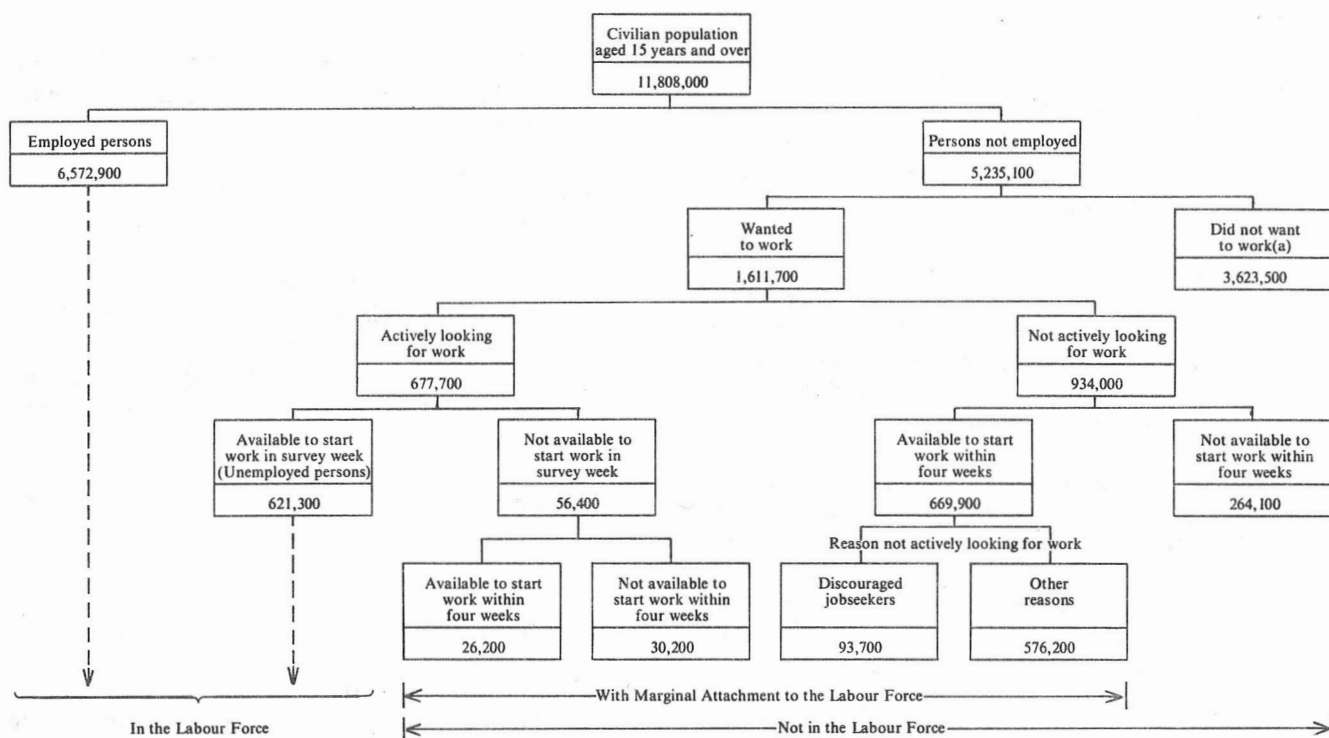 Civilian population
aged 15 years and over
11,808,000
Employed persons
6,572,900
Persons not employed
5,235,100
Wanted
to work
1,611,700
Did not want
to work(a)
3,623,500
Actively looking
for work
677,700
Not actively looking
for work
934,000
Available to start
work in survey week
(Unemployed persons)
621,300
Not available to
start work in
survey week
56,400
Available to start
work within
four weeks
669,900
Not available to
start work within
four weeks
264,100
Reason not actively looking for work
Available to start
work within
four weeks
26,200
Not available to
start work within
four weeks
30,200
Discouraged
jobseekers
93,700
Other
reasons
576,200
With Marginal Attachment to the Labour Force
In the Labour Force
Not in the Labour Force